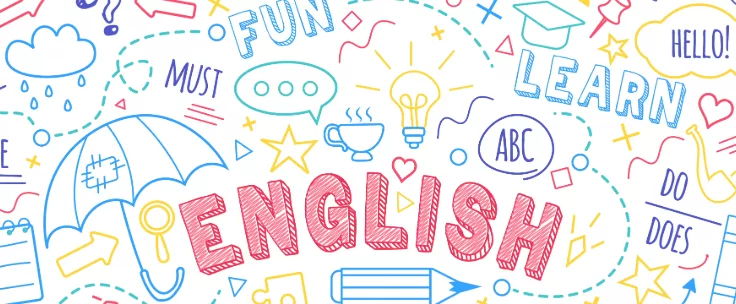 FUN
HELLO!
MUST
LEARN
ABC
ENGLISH
DO
DOES